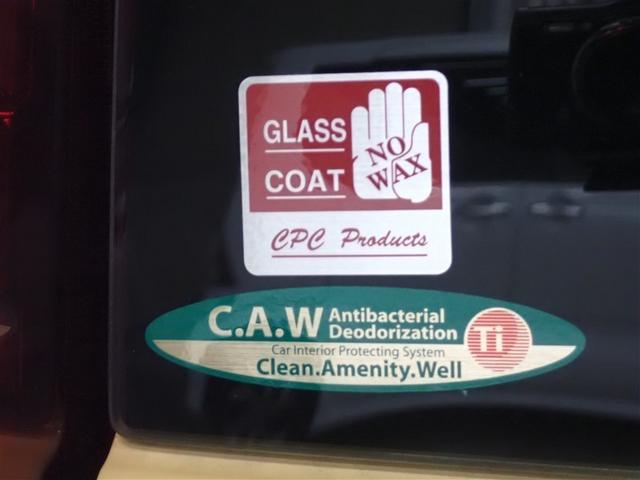 GLASS
COAT
NO
WAX
CPC Products
C.A.W Antibacterial
Deodorization
Ti
Car Interior Protecting System
Clean.Amenity.Well